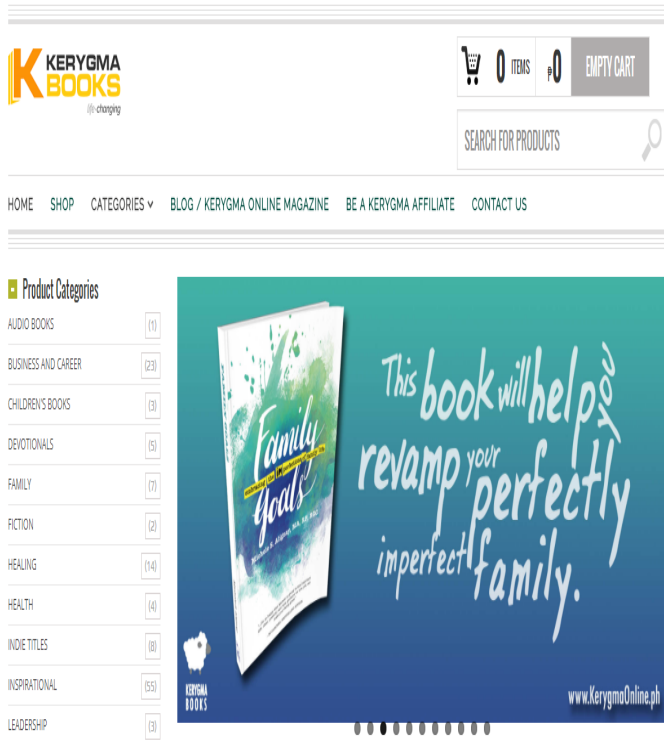 KERYGMA
BOOKS
life-changing
0 ITEMS ₱0 EMPTY CART
SEARCH FOR PRODUCTS
HOME SHOP CATEGORIES BLOG / KERYGMA ONLINE MAGAZINE BE A KERYGMA AFFILIATE CONTACT US
Product Categories
AUDIO BOOKS (1)
BUSINESS AND CAREER (23)
CHILDREN'S BOOKS (3)
DEVOTIONALS (5)
FAMILY (7)
FICTION (2)
HEALING (14)
HEALTH (4)
INDIE TITLES (8)
INSPIRATIONAL (55)
LEADERSHIP (3)
Family
Goals
This book will help you
revamp your perfectly
imperfect family.
KERYGMA
BOOKS
www.KerygmaOnline.ph